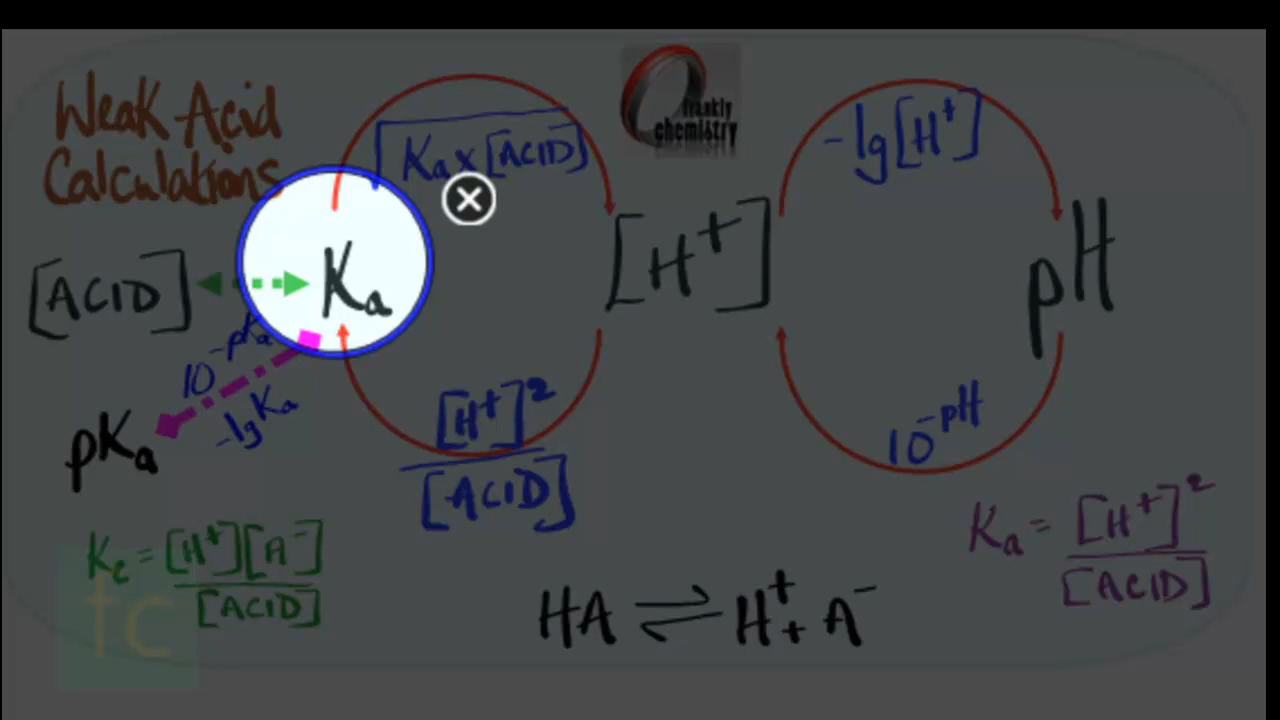 Weak Acid
Calculations
√Ka x [ACID]
frankly
chemistry
-lg[H⁺]
[ACID]
Ka
[H⁺]
pH
10^-pKa
-lgKa
pKa
[H⁺]²
[ACID]
10^-pH
Kc = [H⁺][A⁻]
[ACID]
Ka = [H⁺]²
[ACID]
HA ⇌ H⁺ + A⁻
fc